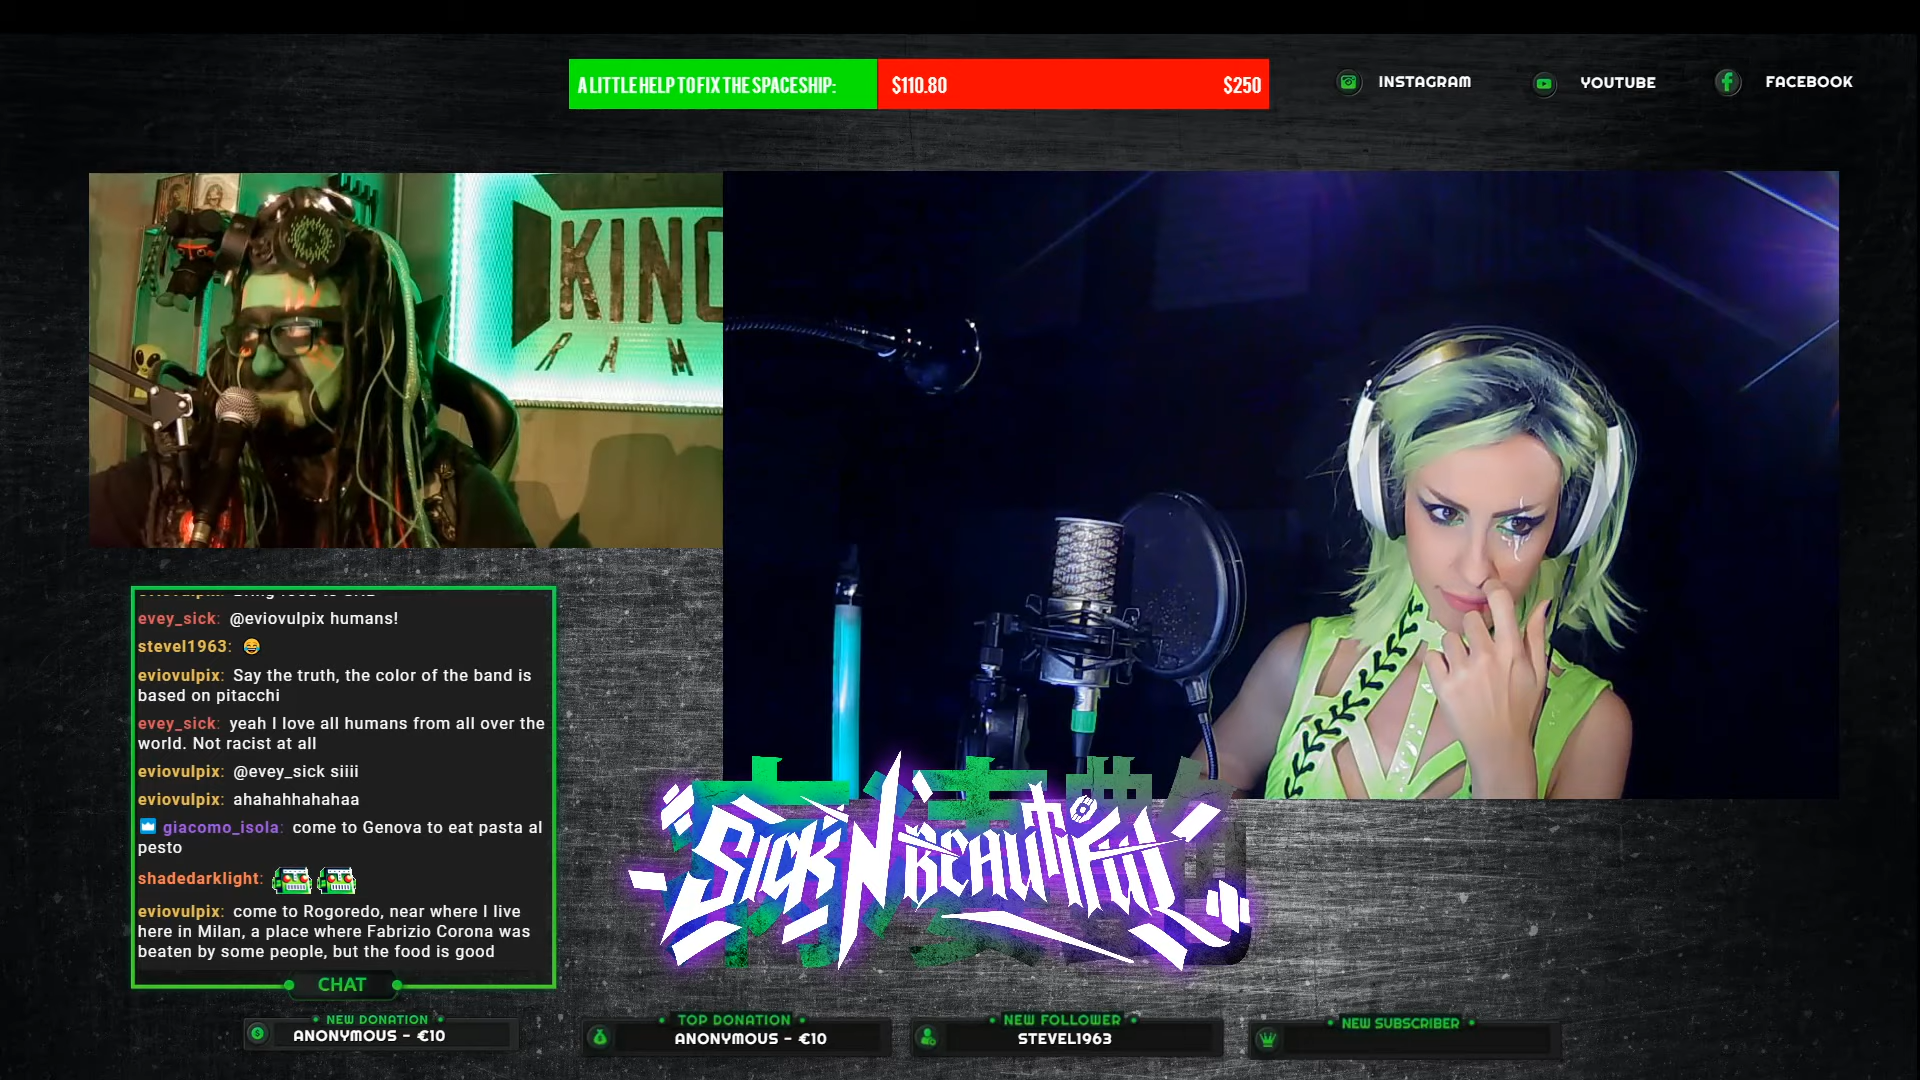 A LITTLE HELP TO FIX THE SPACESHIP: $110.80 $250
INSTAGRAM
YOUTUBE
FACEBOOK
KING
RAM
evey_sick: @eviovulpix humans!
stevel1963: 😂
eviovulpix: Say the truth, the color of the band is
based on pitacchi
evey_sick: yeah I love all humans from all over the
world. Not racist at all
eviovulpix: @evey_sick siiii
eviovulpix: ahahahhahahaa
giacomo_isola: come to Genova to eat pasta al
pesto
shadedarklight:
eviovulpix: come to Rogoredo, near where I live
here in Milan, a place where Fabrizio Corona was
beaten by some people, but the food is good
CHAT
SICK N BEAUTIFUL
NEW DONATION
ANONYMOUS - €10
TOP DONATION
ANONYMOUS - €10
NEW FOLLOWER
STEVEL1963
NEW SUBSCRIBER